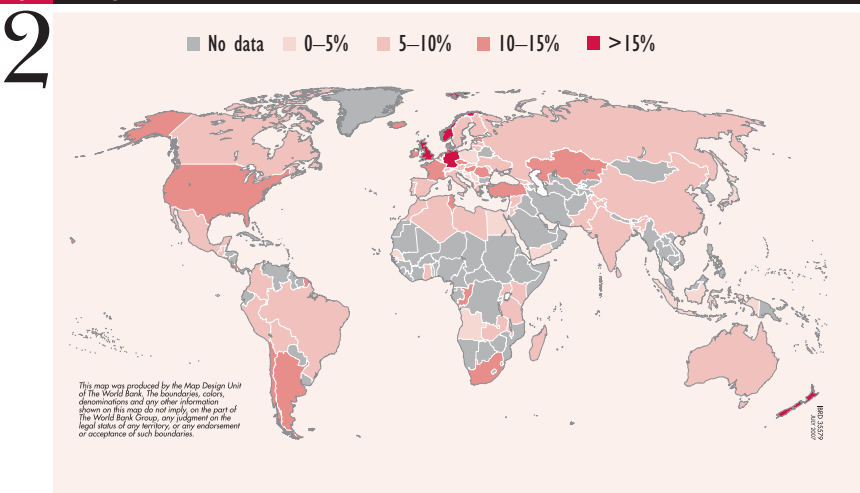 2
No data 0–5% 5–10% 10–15% >15%
This map was produced by the Map Design Unit
of The World Bank. The boundaries, colors,
denominations and any other information
shown on this map do not imply, on the part of
The World Bank Group, any judgment on the
legal status of any territory, or any endorsement
or acceptance of such boundaries.
IBRD 35579
JULY 2007